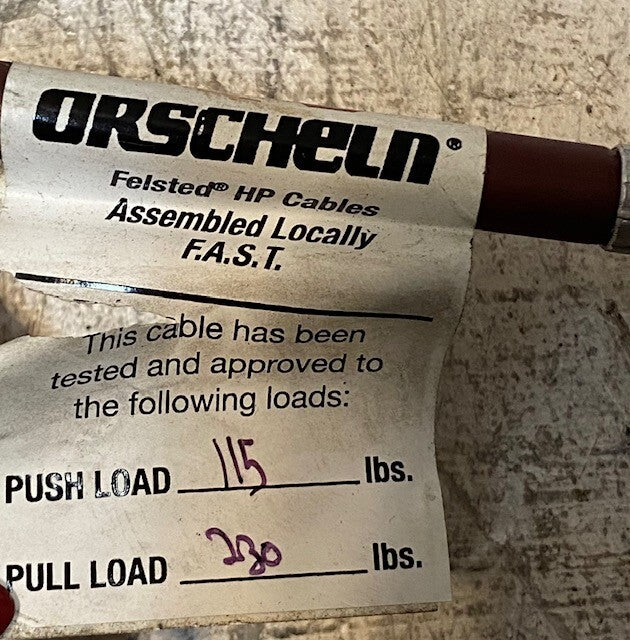 ORSCHELN®
Felsted® HP Cables
Assembled Locally
F.A.S.T.
This cable has been
tested and approved to
the following loads:
PUSH LOAD 115 lbs.
PULL LOAD 230 lbs.